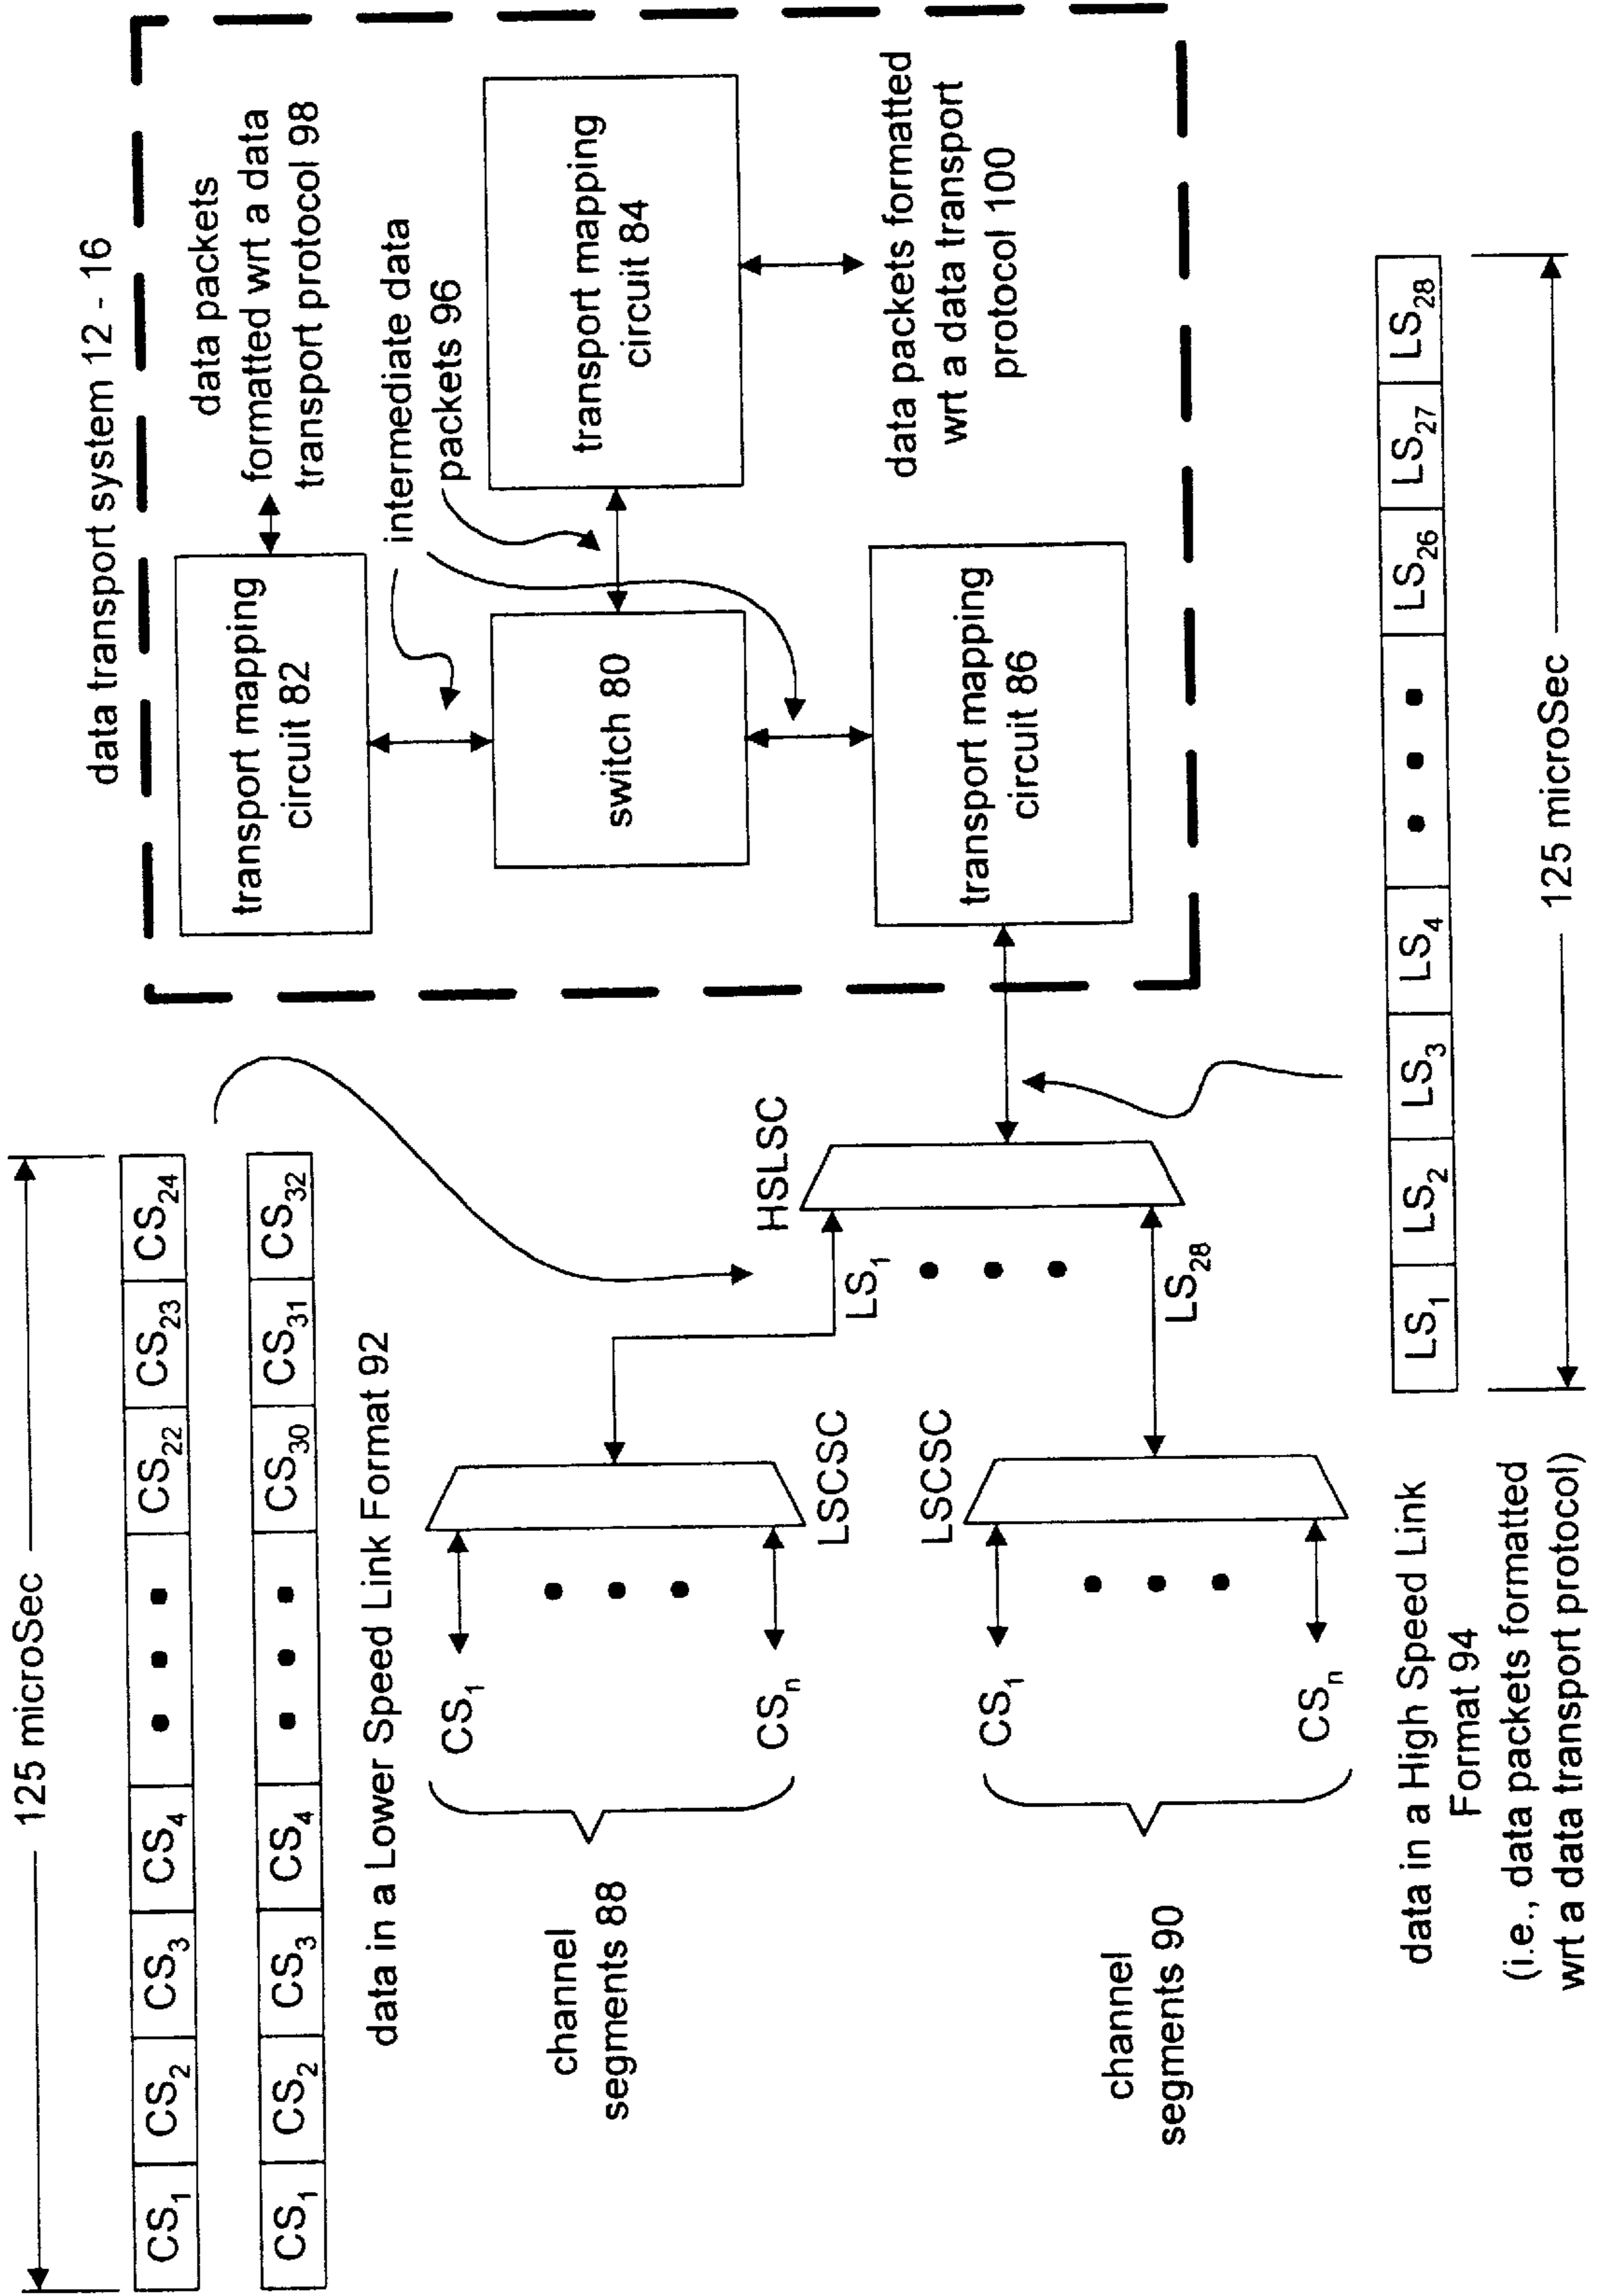 125 microSec
CS1 CS2 CS3 CS4 CS22 CS23 CS24
CS1 CS2 CS3 CS4 CS30 CS31 CS32
data in a Lower Speed Link Format 92
data transport system 12 - 16
transport mapping
circuit 82
data packets
formatted wrt a data
transport protocol 98
intermediate data
packets 96
switch 80
transport mapping
circuit 84
transport mapping
circuit 86
data packets formatted
wrt a data transport
protocol 100
channel
segments 88
CS1
CSn
LSCSC
LS1
HSLSC
LS28
channel
segments 90
CS1
CSn
LSCSC
data in a High Speed Link
Format 94
(i.e., data packets formatted
wrt a data transport protocol)
LS1 LS2 LS3 LS4 LS26 LS27 LS28
125 microSec